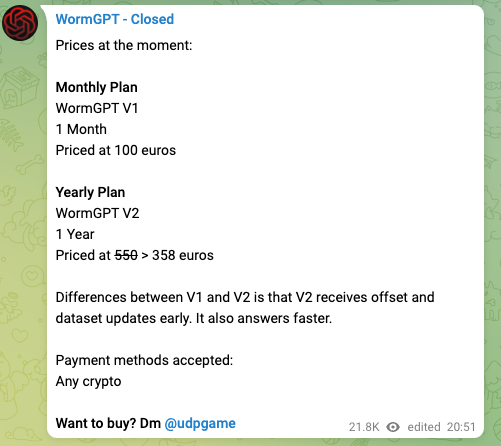 WormGPT - Closed
Prices at the moment:
Monthly Plan
WormGPT V1
1 Month
Priced at 100 euros
Yearly Plan
WormGPT V2
1 Year
Priced at 550 > 358 euros
Differences between V1 and V2 is that V2 receives offset and
dataset updates early. It also answers faster.
Payment methods accepted:
Any crypto
Want to buy? Dm @udpgame
21.8K edited 20:51